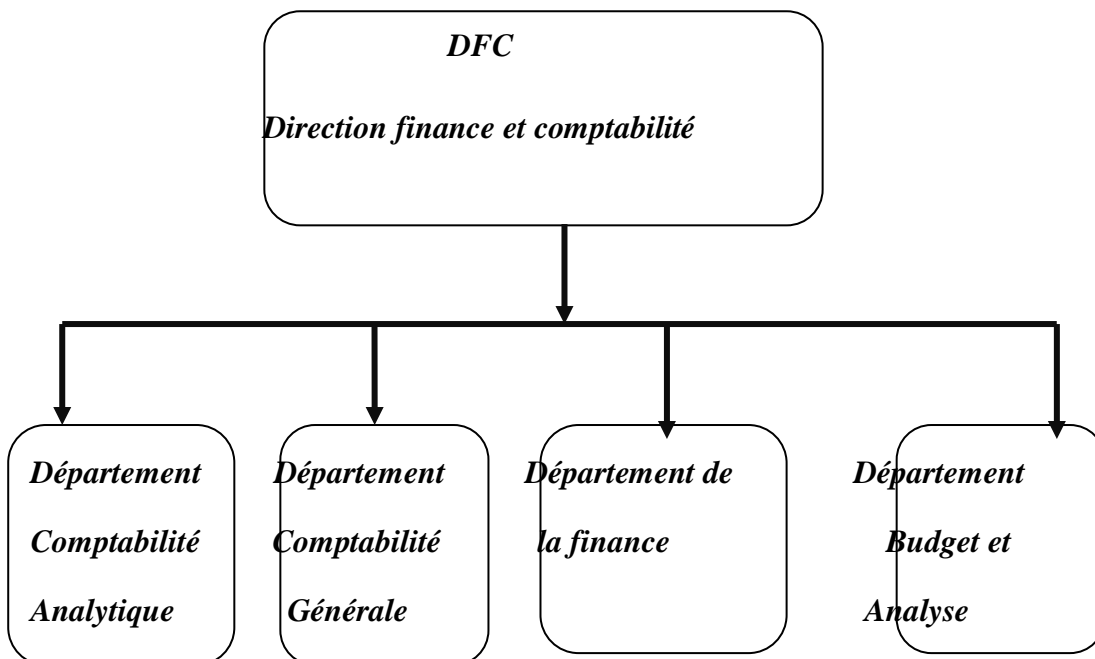 DFC
Direction finance et comptabilité
Département
Comptabilité
Analytique
Département
Comptabilité
Générale
Département de
la finance
Département
Budget et
Analyse